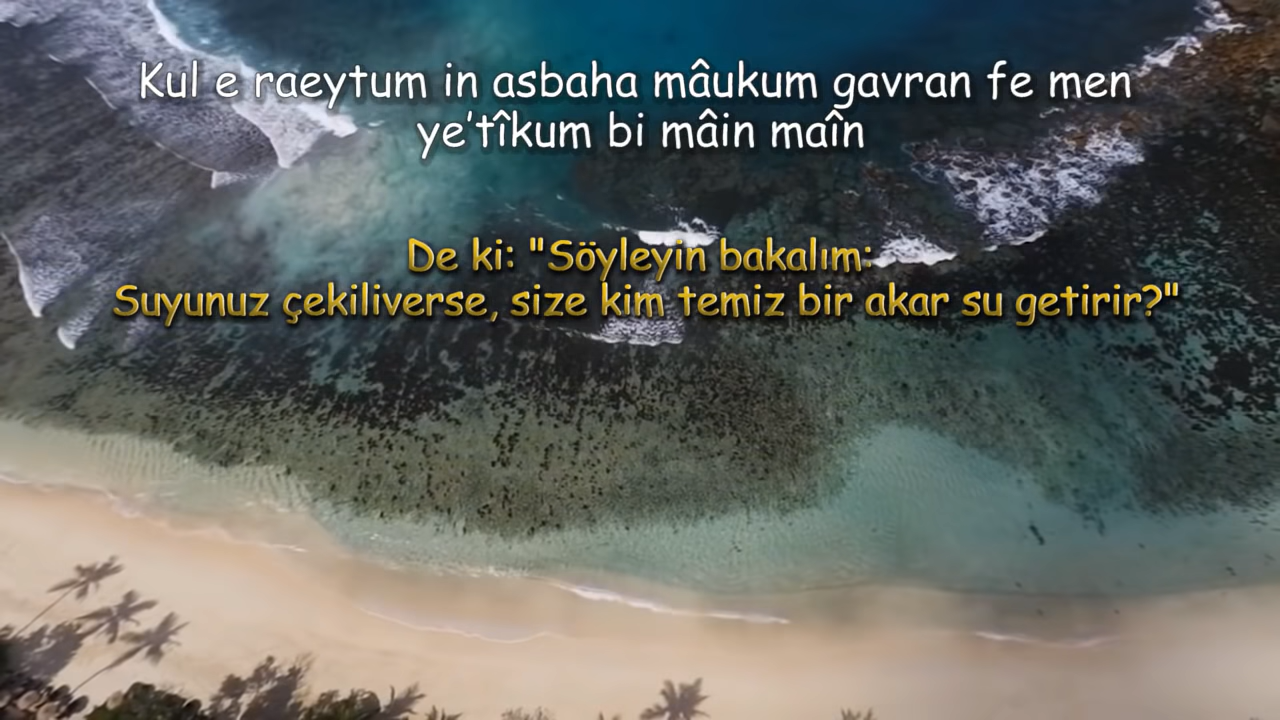 Kul e raeytum in asbaha mâukum gavran fe men
ye'tîkum bi mâin maîn
De ki: "Söyleyin bakalım:
Suyunuz çekiliverse, size kim temiz bir akar su getirir?"